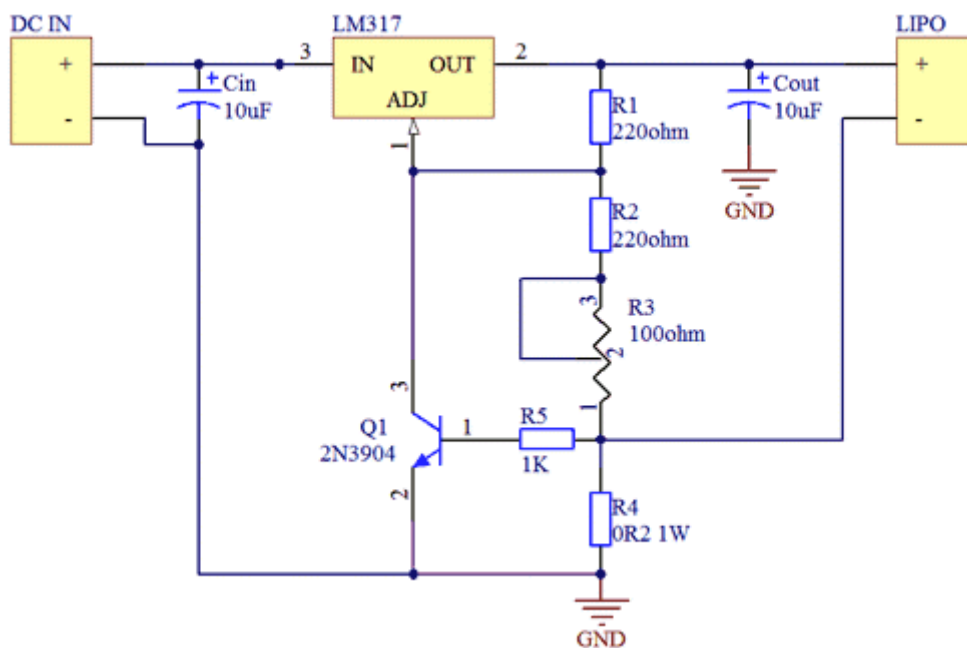 DC IN
LM317
LIPO
+
-
3
IN
OUT
ADJ
1
2
+
-
+
Cin
10uF
R1
220ohm
+
Cout
10uF
GND
R2
220ohm
3
R3
100ohm
2
1
3
Q1
2N3904
1
2
R5
1K
R4
0R2 1W
GND